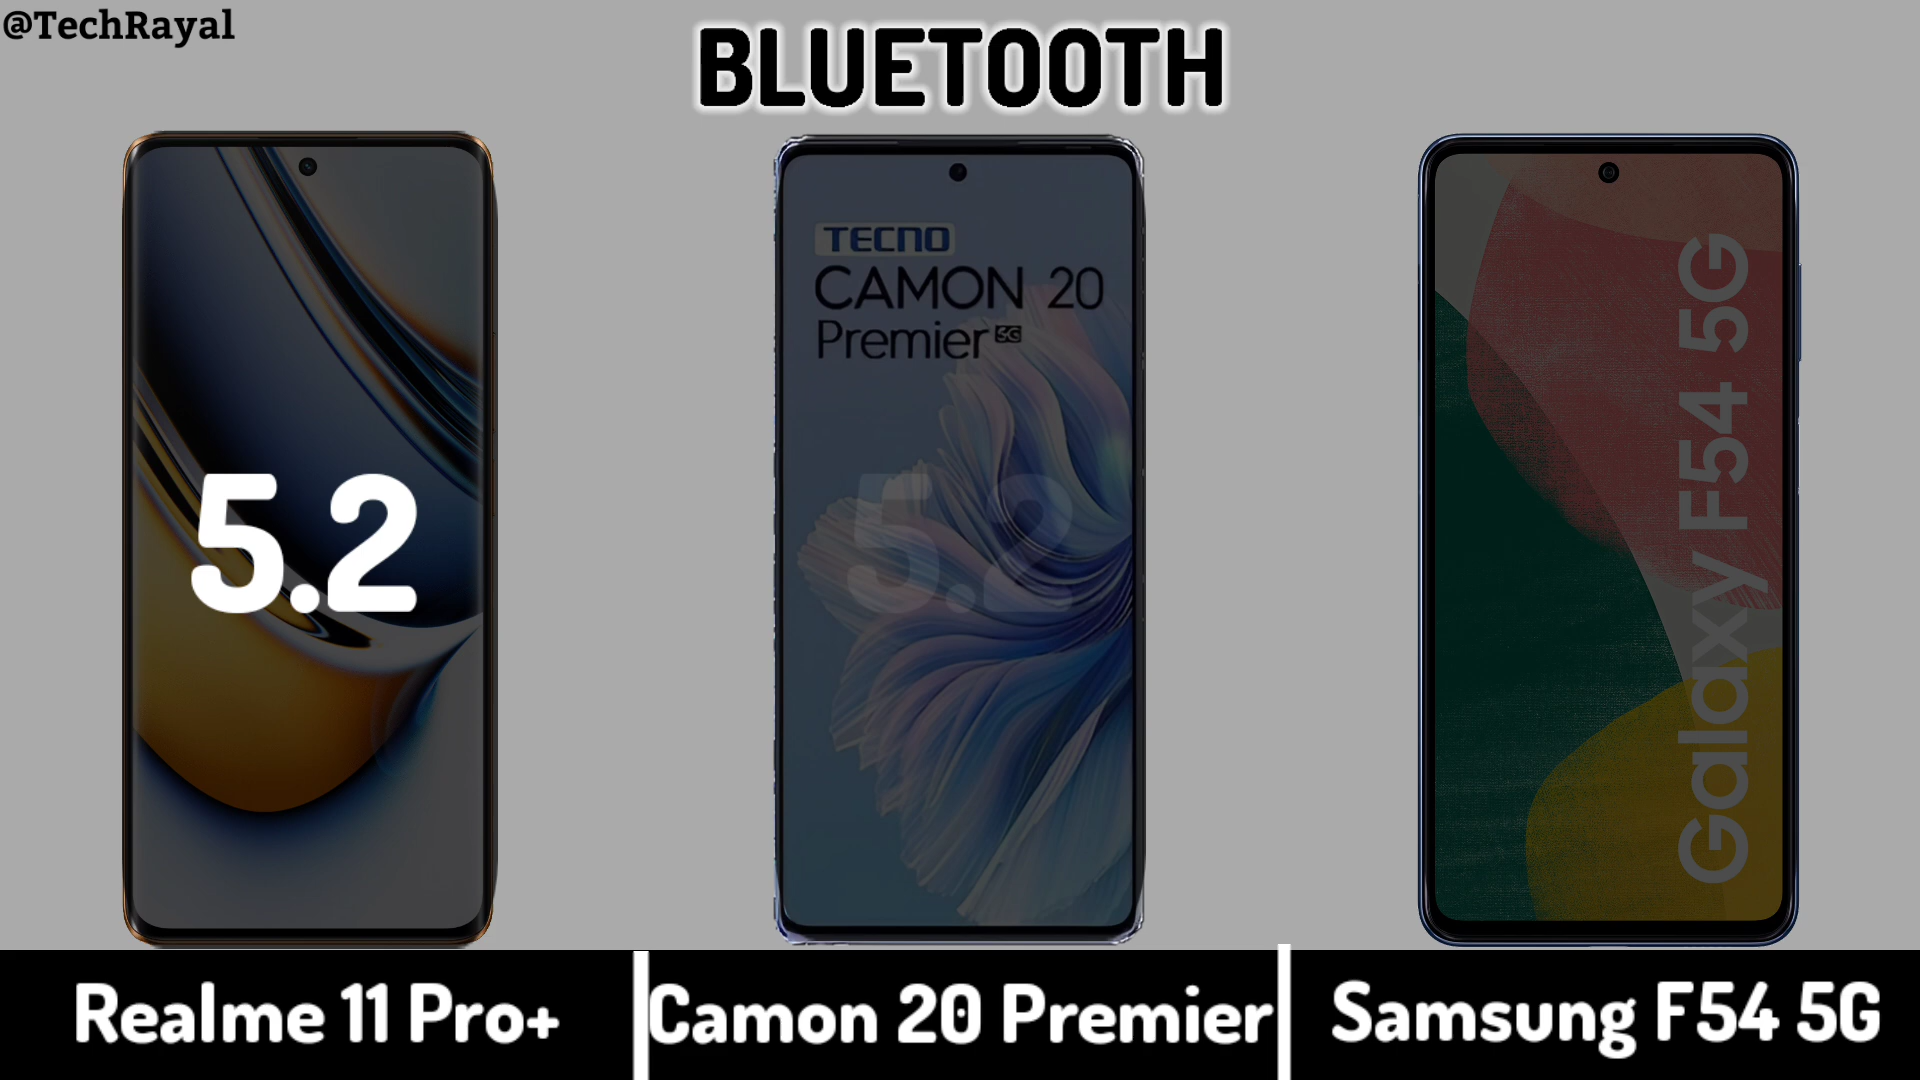 @TechRayal
BLUETOOTH
TECNO
CAMON 20
Premier 5G
5.2
5.2
Galaxy F54 5G
Realme 11 Pro+
Camon 20 Premier
Samsung F54 5G